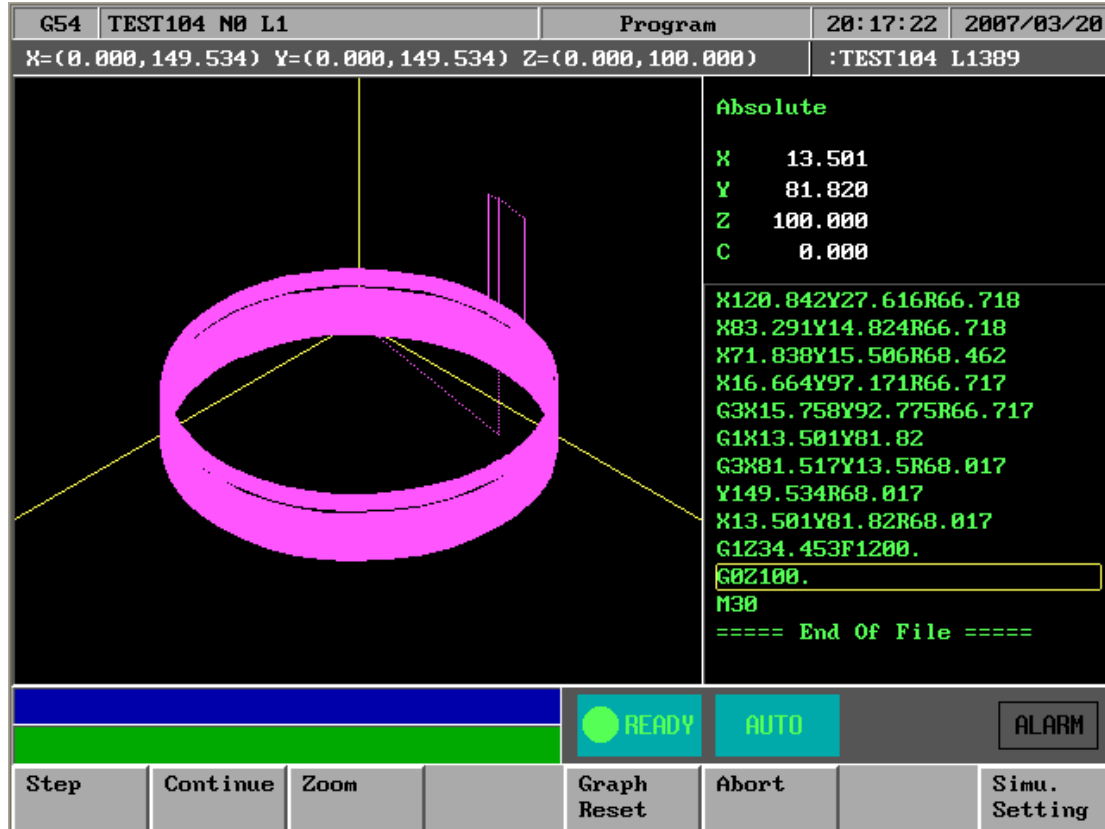 G54 TEST104 N0 L1 Program 20:17:22 2007/03/20
X=(0.000,149.534) Y=(0.000,149.534) Z=(0.000,100.000) :TEST104 L1389
Absolute
X 13.501
Y 81.820
Z 100.000
C 0.000
X120.842Y27.616R66.718
X83.291Y14.824R66.718
X71.838Y15.506R68.462
X16.664Y97.171R66.717
G3X15.758Y92.775R66.717
G1X13.501Y81.82
G3X81.517Y13.5R68.017
Y149.534R68.017
X13.501Y81.82R68.017
G1Z34.453F1200.
G0Z100.
M30
===== End Of File =====
READY AUTO ALARM
Step Continue Zoom Graph Reset Abort Simu. Setting